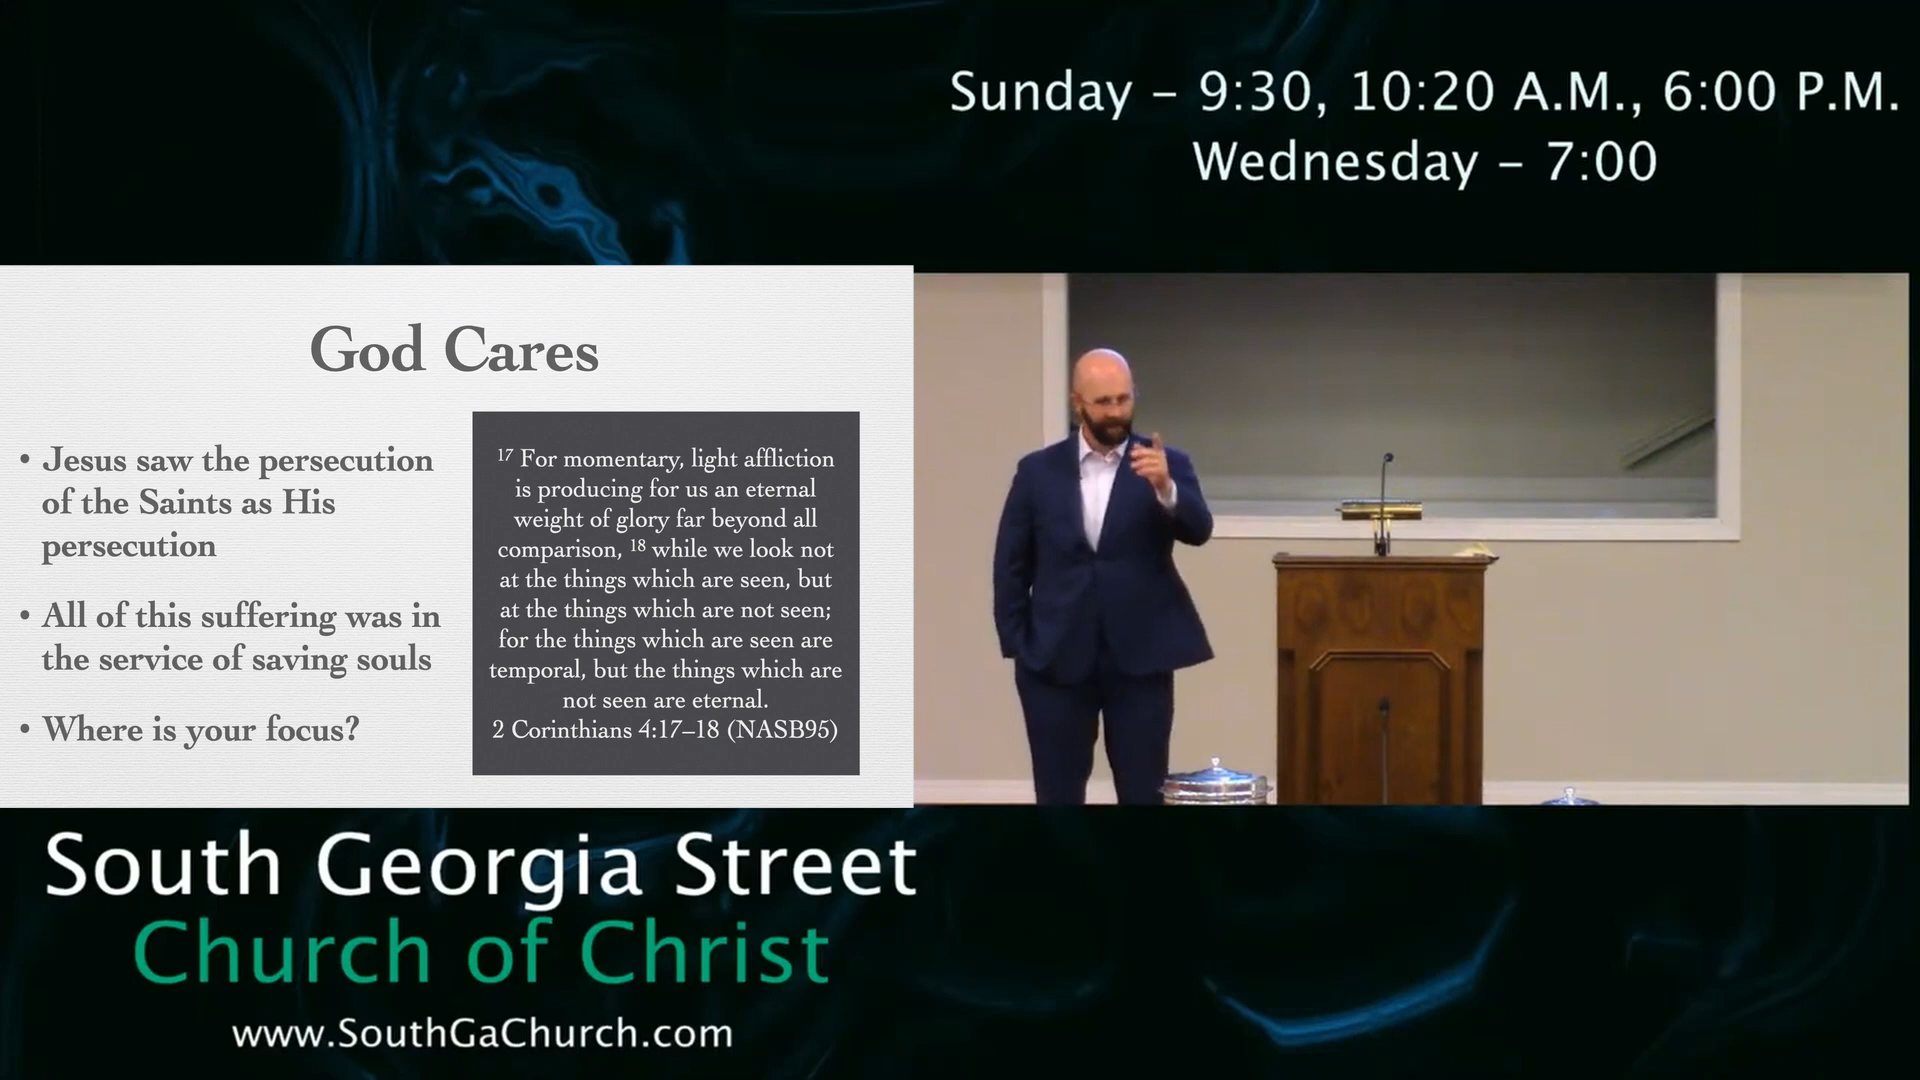 Sunday – 9:30, 10:20 A.M., 6:00 P.M.
Wednesday – 7:00
God Cares
• Jesus saw the persecution
of the Saints as His
persecution
• All of this suffering was in
the service of saving souls
• Where is your focus?
17 For momentary, light affliction
is producing for us an eternal
weight of glory far beyond all
comparison, 18 while we look not
at the things which are seen, but
at the things which are not seen;
for the things which are seen are
temporal, but the things which are
not seen are eternal.
2 Corinthians 4:17–18 (NASB95)
South Georgia Street
Church of Christ
www.SouthGaChurch.com